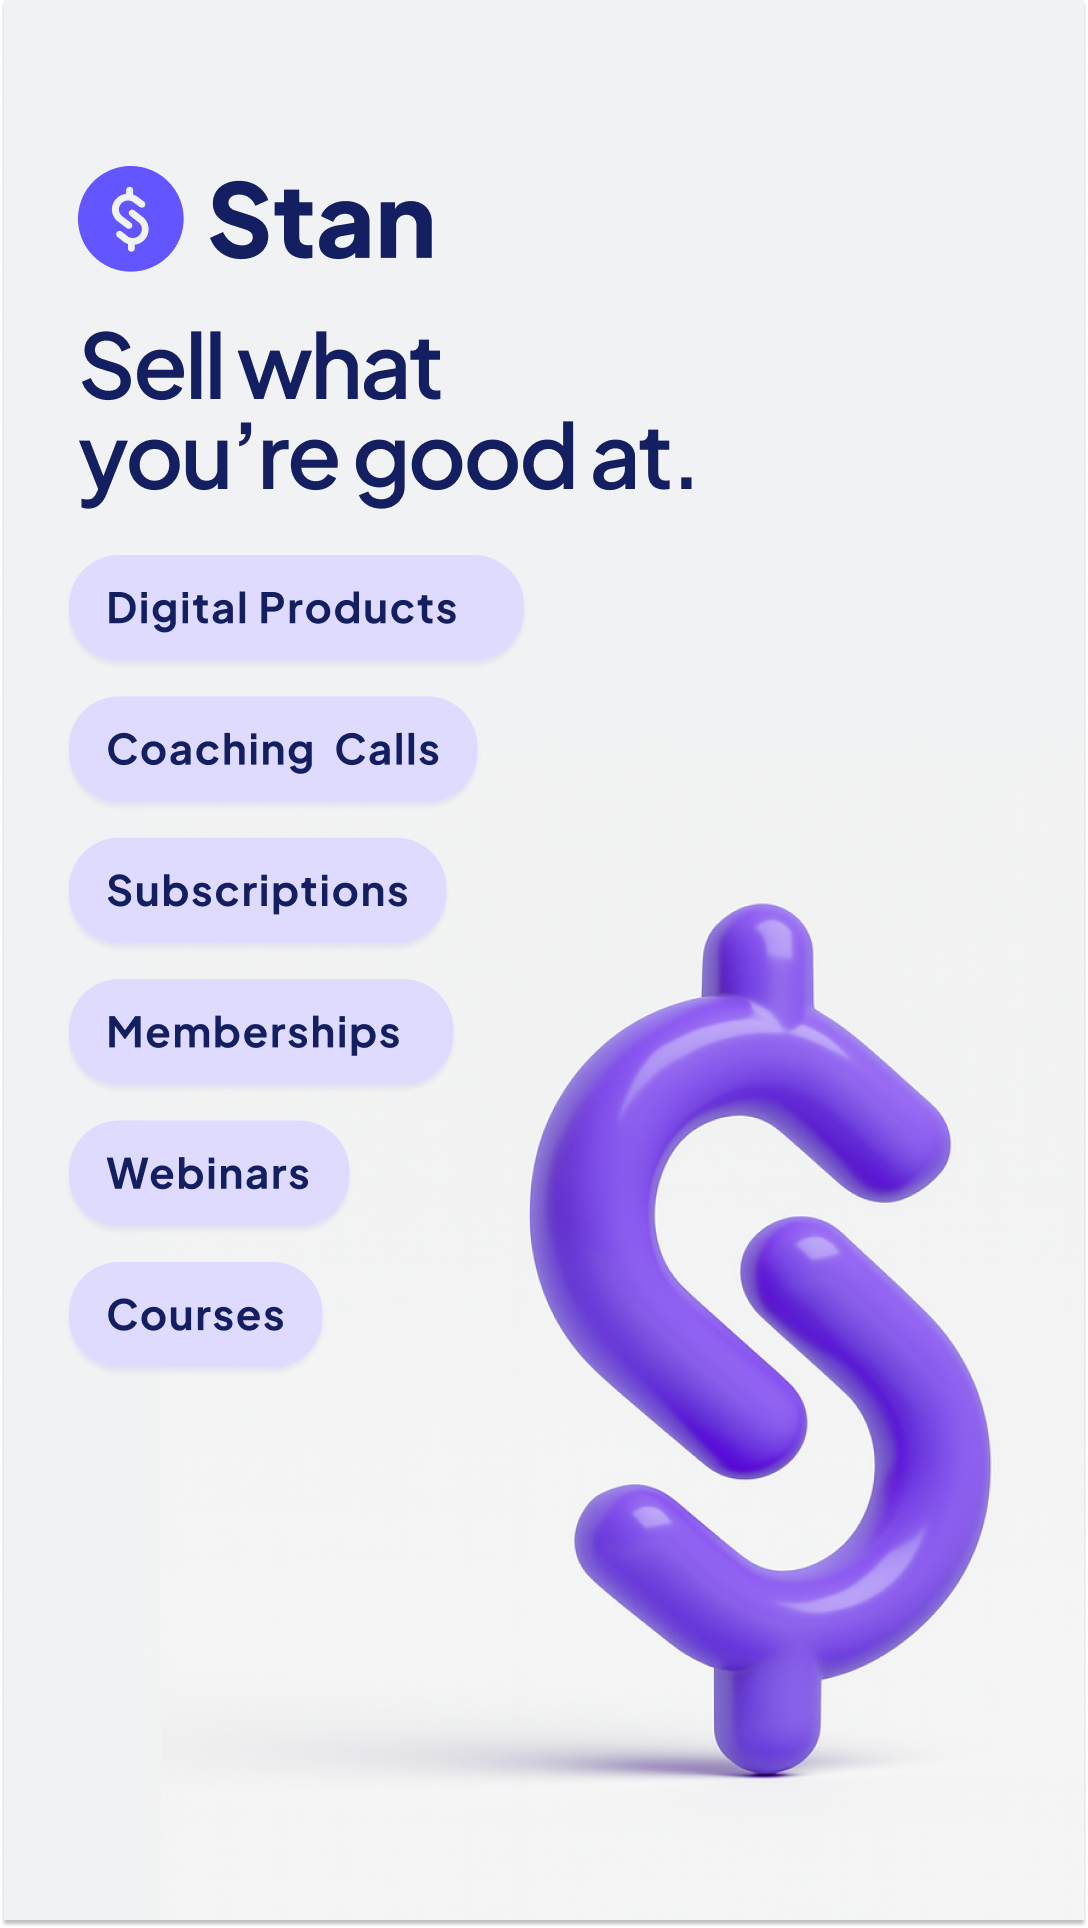 Stan
Sell what
you’re good at.
Digital Products
Coaching  Calls
Subscriptions
Memberships
Webinars
Courses